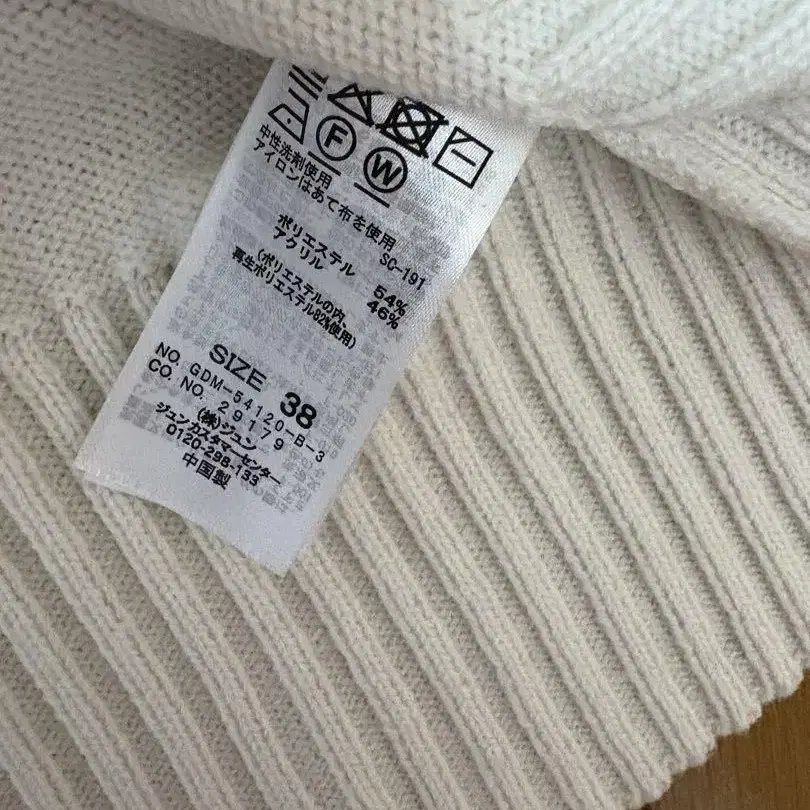 F
W
中性洗剤使用
アイロンはあて布を使用
SC-191
ポリエステル 54%
アクリル 46%
(ポリエステルの内、
再生ポリエステル82%使用)
SIZE 38
NO. GDM-54120-B-3
CO. NO. 29179
(株)ジュン
ジュンカスタマーセンター
0120-298-133
中国製